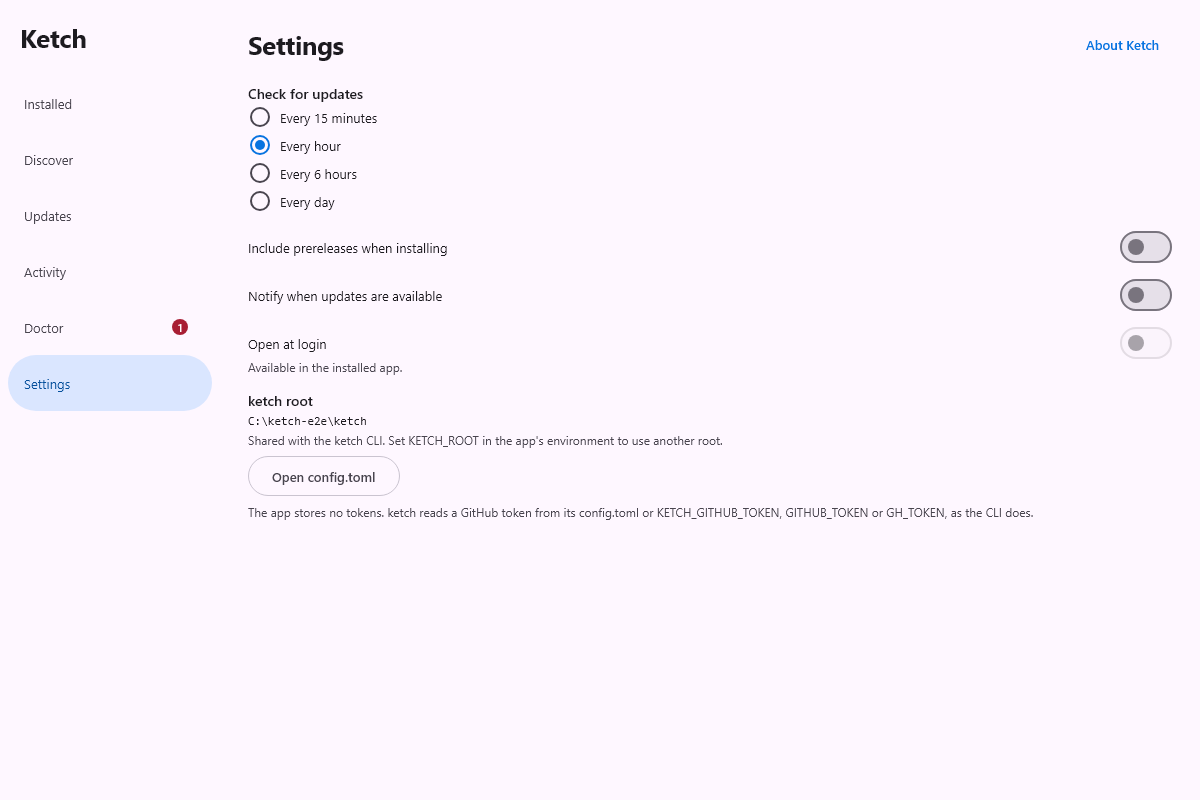 Ketch
Installed
Discover
Updates
Activity
Doctor
1
Settings
Settings
About Ketch
Check for updates
Every 15 minutes
Every hour
Every 6 hours
Every day
Include prereleases when installing
Notify when updates are available
Open at login
Available in the installed app.
ketch root
C:\ketch-e2e\ketch
Shared with the ketch CLI. Set KETCH_ROOT in the app's environment to use another root.
Open config.toml
The app stores no tokens. ketch reads a GitHub token from its config.toml or KETCH_GITHUB_TOKEN, GITHUB_TOKEN or GH_TOKEN, as the CLI does.